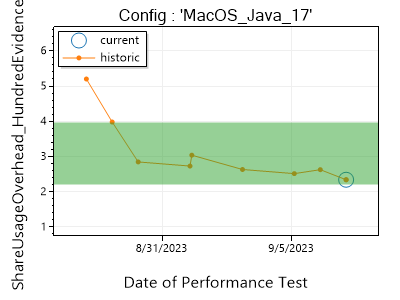 Config : 'MacOS_Java_17'
ShareUsageOverhead_HundredEvidence
current
historic
6
5
4
3
2
1
8/31/2023
9/5/2023
Date of Performance Test